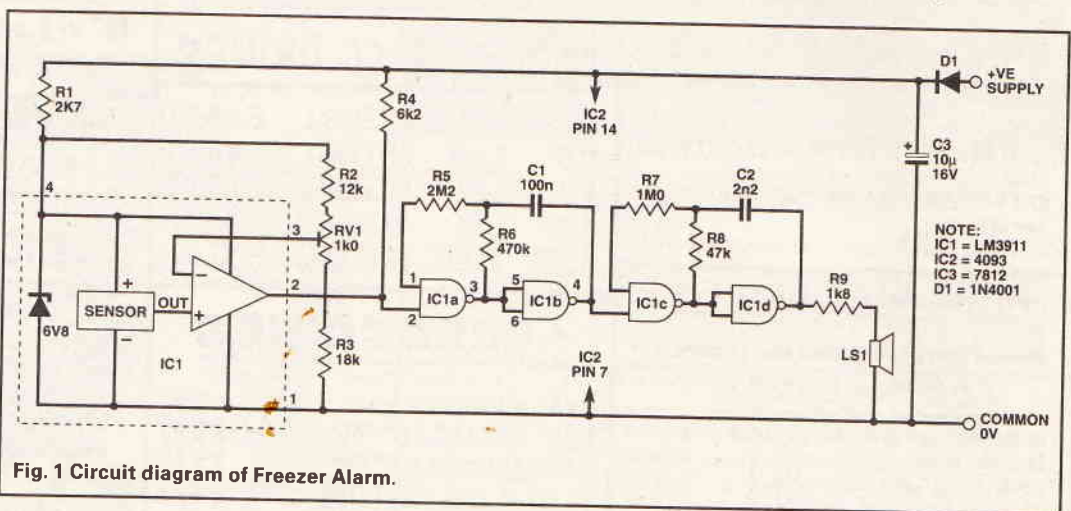 R1
2K7
R4
6k2
IC2
PIN 14
D1
+VE
SUPPLY
+
C3
10µ
16V
R2
12k
R5
2M2
C1
100n
R7
1M0
C2
2n2
4
3
RV1
1k0
R6
470k
R8
47k
NOTE:
IC1 = LM3911
IC2 = 4093
IC3 = 7812
D1 = 1N4001
+
SENSOR
−
OUT
−
+
2
1
2
IC1a
3
5
6
IC1b
4
IC1c
IC1d
R9
1k8
6V8
IC1
R3
18k
IC2
PIN 7
LS1
1
COMMON
0V
Fig. 1 Circuit diagram of Freezer Alarm.